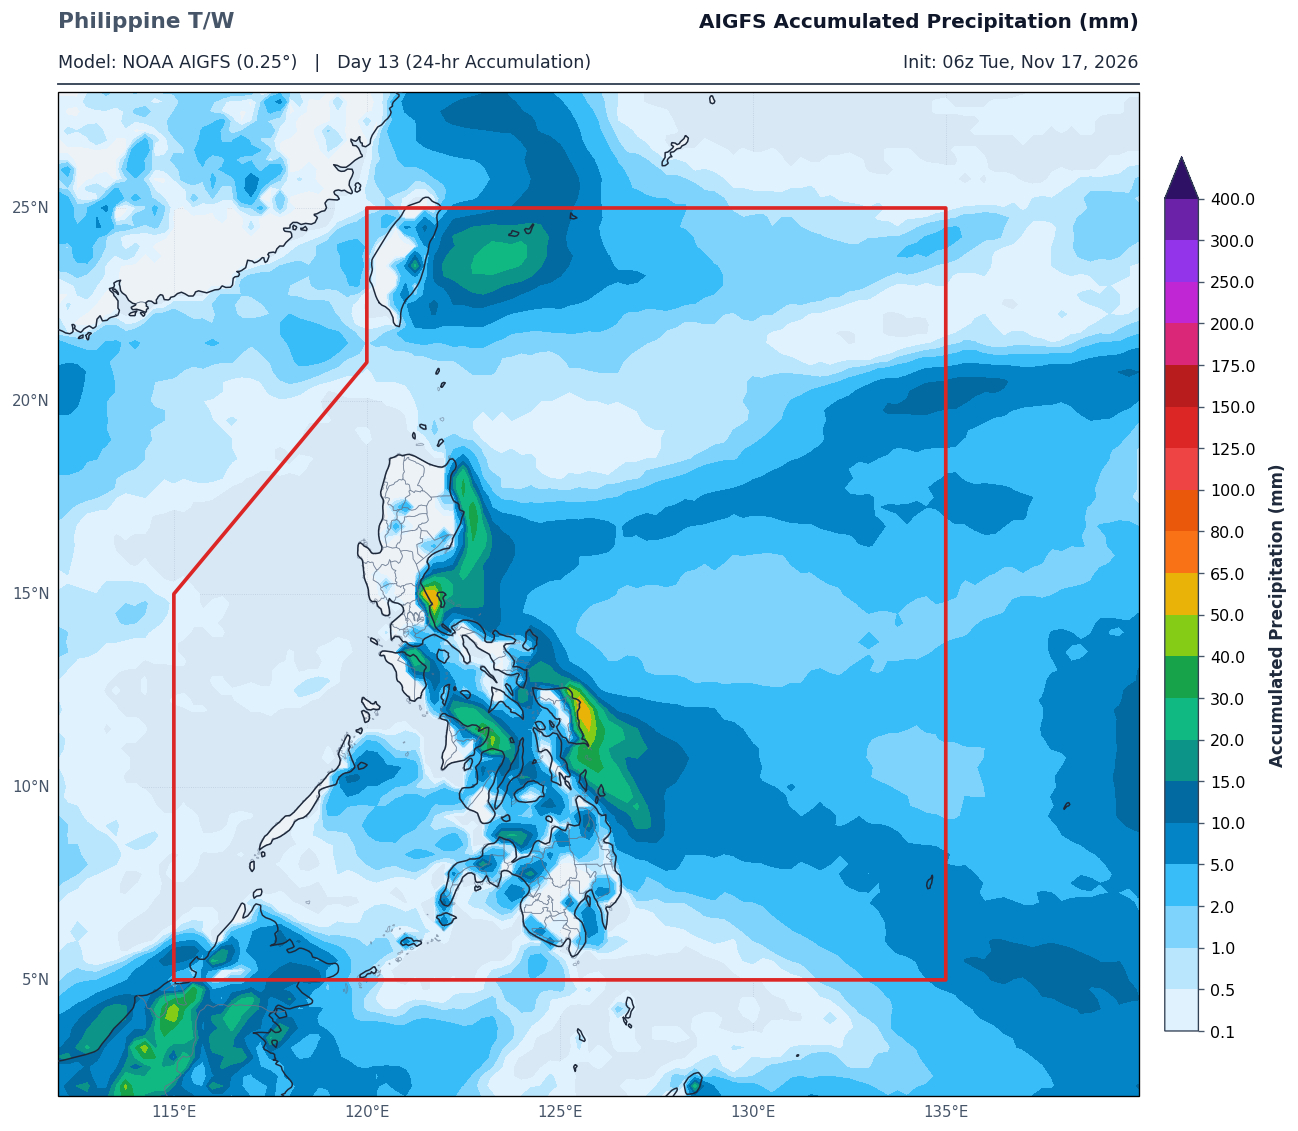 Philippine T/W
AIGFS Accumulated Precipitation (mm)
Model: NOAA AIGFS (0.25°)   |   Day 13 (24-hr Accumulation)
Init: 06z Tue, Nov 17, 2026
25°N
20°N
15°N
10°N
5°N
115°E
120°E
125°E
130°E
135°E
400.0
300.0
250.0
200.0
175.0
150.0
125.0
100.0
80.0
65.0
50.0
40.0
30.0
20.0
15.0
10.0
5.0
2.0
1.0
0.5
0.1
Accumulated Precipitation (mm)